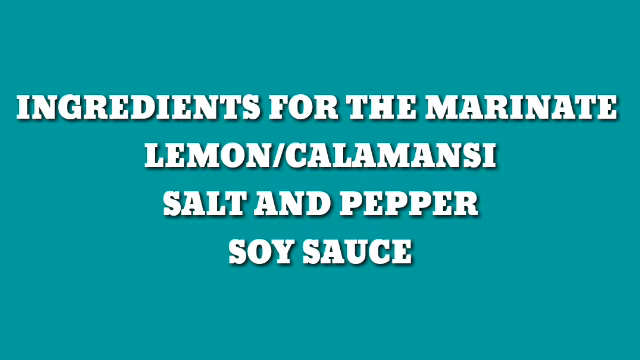 INGREDIENTS FOR THE MARINATE
LEMON/CALAMANSI
SALT AND PEPPER
SOY SAUCE